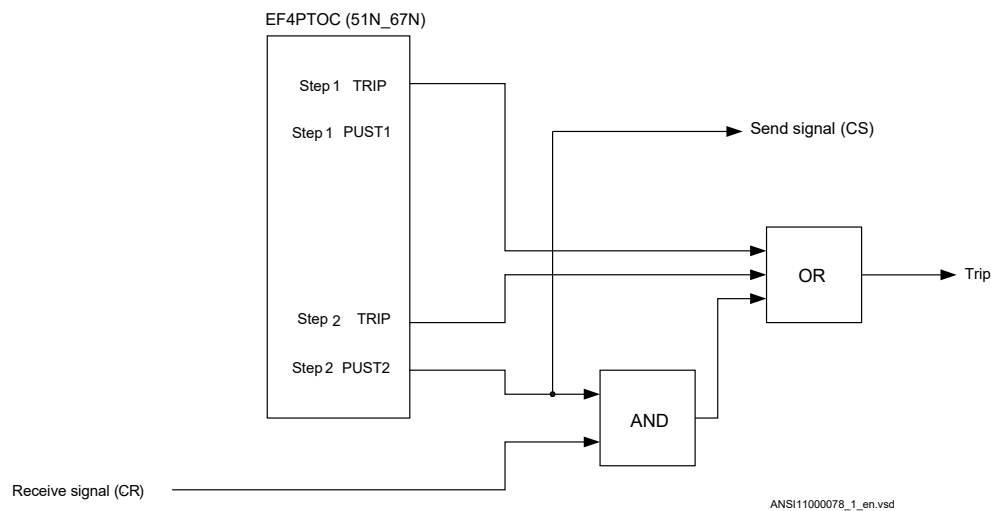 EF4PTOC (51N_67N)
Step 1 TRIP
Step 1 PUST1
Send signal (CS)
OR
Trip
Step 2 TRIP
Step 2 PUST2
AND
Receive signal (CR)
ANSI11000078_1_en.vsd